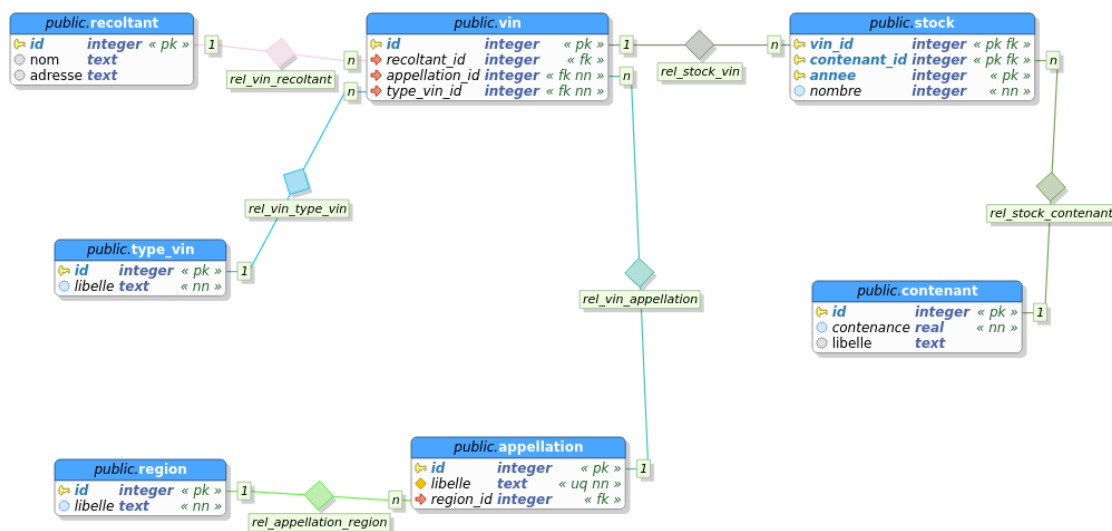 public.recoltant
id integer « pk »
nom text
adresse text
1
rel_vin_recoltant
n
public.vin
id integer « pk »
recoltant_id integer « fk »
appellation_id integer « fk nn »
type_vin_id integer « fk nn »
1
n
n
rel_stock_vin
n
public.stock
vin_id integer « pk fk »
contenant_id integer « pk fk »
annee integer « pk »
nombre integer « nn »
n
rel_vin_type_vin
rel_stock_contenant
public.type_vin
id integer « pk »
libelle text « nn »
1
rel_vin_appellation
public.contenant
id integer « pk »
contenance real « nn »
libelle text
1
public.region
id integer « pk »
libelle text « nn »
1
rel_appellation_region
n
public.appellation
id integer « pk »
libelle text « uq nn »
region_id integer « fk »
1